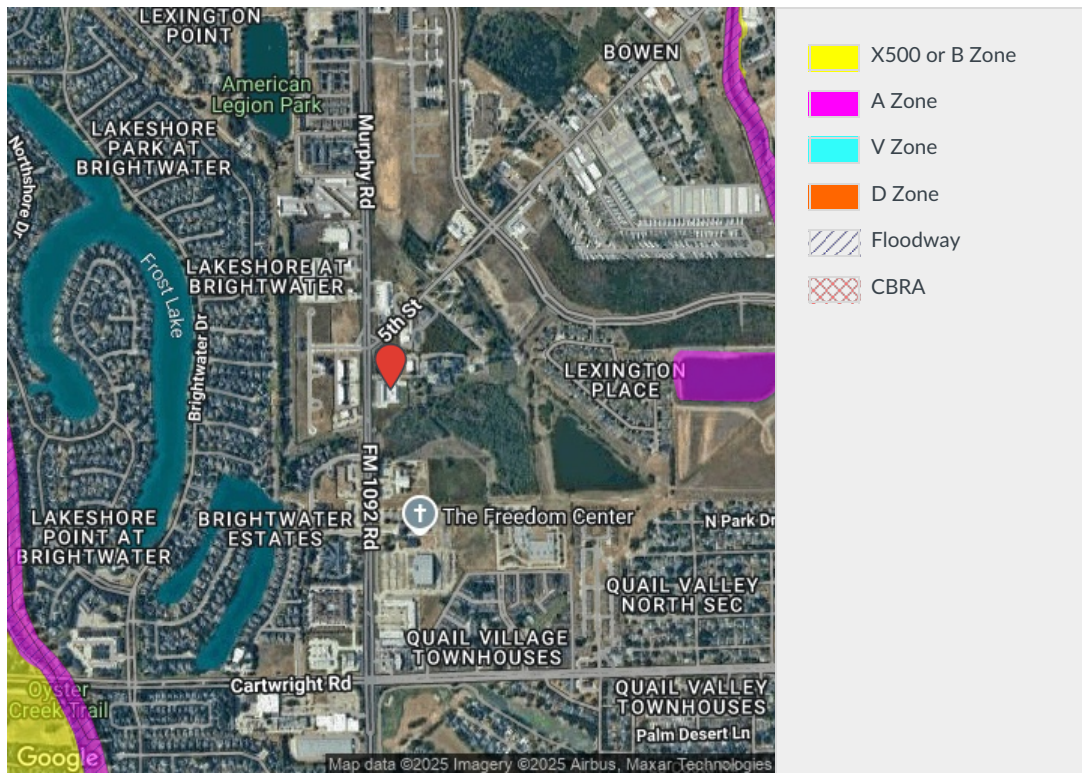 LEXINGTON
POINT
American
Legion Park
BOWEN
LAKESHORE
PARK AT
BRIGHTWATER
Murphy Rd
Northshore Dr
Frost Lake
LAKESHORE AT
BRIGHTWATER
5th St
Brightwater Dr
LEXINGTON
PLACE
FM 1092 Rd
LAKESHORE
POINT AT
BRIGHTWATER
BRIGHTWATER
ESTATES
The Freedom Center
N Park Dr
QUAIL VALLEY
NORTH SEC
QUAIL VILLAGE
TOWNHOUSES
Cartwright Rd
Oyster
Creek Trail
QUAIL VALLEY
TOWNHOUSES
Palm Desert Ln
Google
Map data ©2025 Imagery ©2025 Airbus, Maxar Technologies
X500 or B Zone
A Zone
V Zone
D Zone
Floodway
CBRA